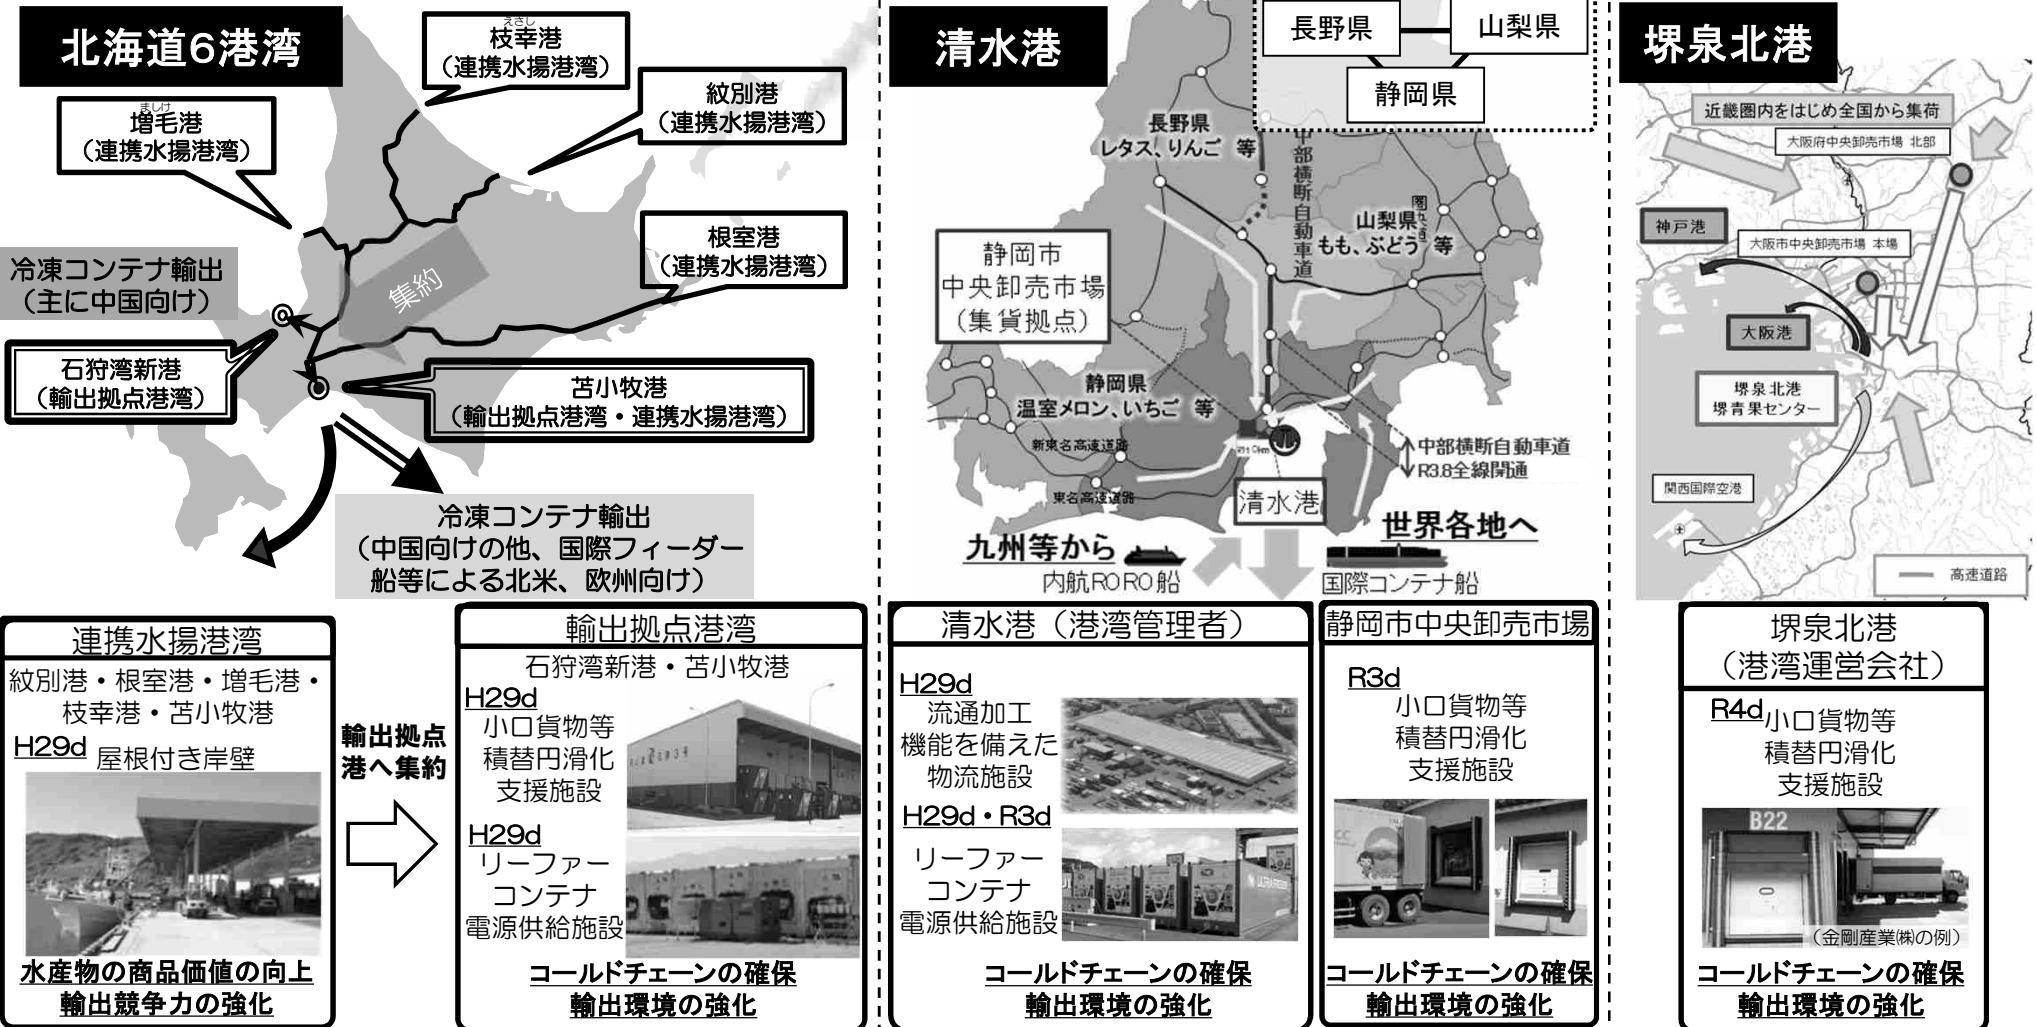 北海道6港湾
えさし
枝幸港
（連携水揚港湾）
紋別港
（連携水揚港湾）
ましけ
増毛港
（連携水揚港湾）
根室港
（連携水揚港湾）
冷凍コンテナ輸出
（主に中国向け）
集約
石狩湾新港
（輸出拠点港湾）
苫小牧港
（輸出拠点港湾・連携水揚港湾）
冷凍コンテナ輸出
（中国向けの他、国際フィーダー
船等による北米、欧州向け）
連携水揚港湾
紋別港・根室港・増毛港・
枝幸港・苫小牧港
H29d 屋根付き岸壁
水産物の商品価値の向上
輸出競争力の強化
輸出拠点
港へ集約
輸出拠点港湾
石狩湾新港・苫小牧港
H29d
小口貨物等
積替円滑化
支援施設
H29d
リーファー
コンテナ
電源供給施設
コールドチェーンの確保
輸出環境の強化
清水港
長野県
山梨県
静岡県
長野県
レタス、りんご 等
中部横断自動車道
山梨県
もも、ぶどう 等
静岡市
中央卸売市場
（集貨拠点）
静岡県
温室メロン、いちご 等
新東名高速道路
東名高速道路
中部横断自動車道
R3.8全線開通
清水港
九州等から
内航RORO船
世界各地へ
国際コンテナ船
清水港（港湾管理者）
H29d
流通加工
機能を備えた
物流施設
H29d・R3d
リーファー
コンテナ
電源供給施設
コールドチェーンの確保
輸出環境の強化
静岡市中央卸売市場
R3d
小口貨物等
積替円滑化
支援施設
コールドチェーンの確保
輸出環境の強化
堺泉北港
近畿圏内をはじめ全国から集荷
大阪府中央卸売市場 北部
神戸港
大阪市中央卸売市場 本場
大阪港
堺泉北港
堺青果センター
関西国際空港
高速道路
堺泉北港
（港湾運営会社）
R4d
小口貨物等
積替円滑化
支援施設
B22
（金剛産業㈱の例）
コールドチェーンの確保
輸出環境の強化